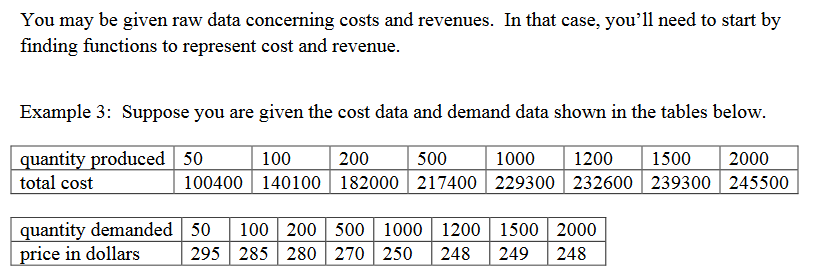 You may be given raw data concerning costs and revenues.  In that case, you’ll need to start by
finding functions to represent cost and revenue.
Example 3:  Suppose you are given the cost data and demand data shown in the tables below.
quantity produced 50 100 200 500 1000 1200 1500 2000
total cost 100400 140100 182000 217400 229300 232600 239300 245500
quantity demanded 50 100 200 500 1000 1200 1500 2000
price in dollars 295 285 280 270 250 248 249 248